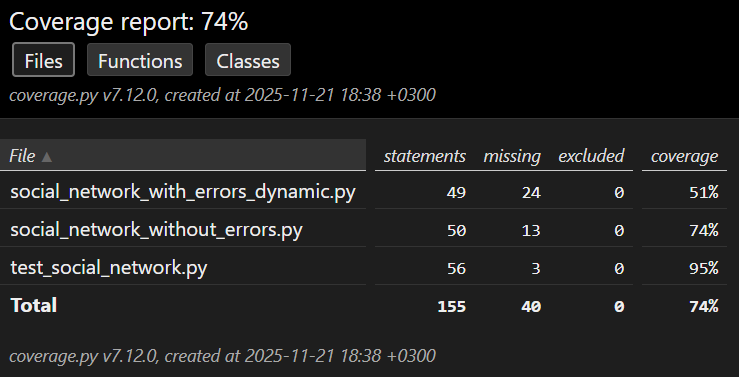 Coverage report: 74%
Files Functions Classes
coverage.py v7.12.0, created at 2025-11-21 18:38 +0300
File ▲ statements missing excluded coverage
social_network_with_errors_dynamic.py 49 24 0 51%
social_network_without_errors.py 50 13 0 74%
test_social_network.py 56 3 0 95%
Total 155 40 0 74%
coverage.py v7.12.0, created at 2025-11-21 18:38 +0300